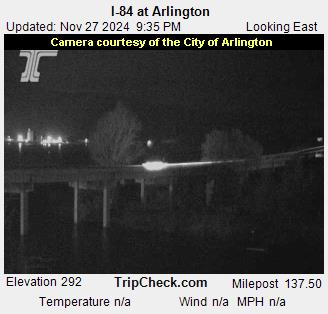 I-84 at Arlington
Updated: Nov 27 2024 9:35 PM Looking East
Camera courtesy of the City of Arlington
Elevation 292 TripCheck.com Milepost 137.50
Temperature n/a Wind n/a MPH n/a